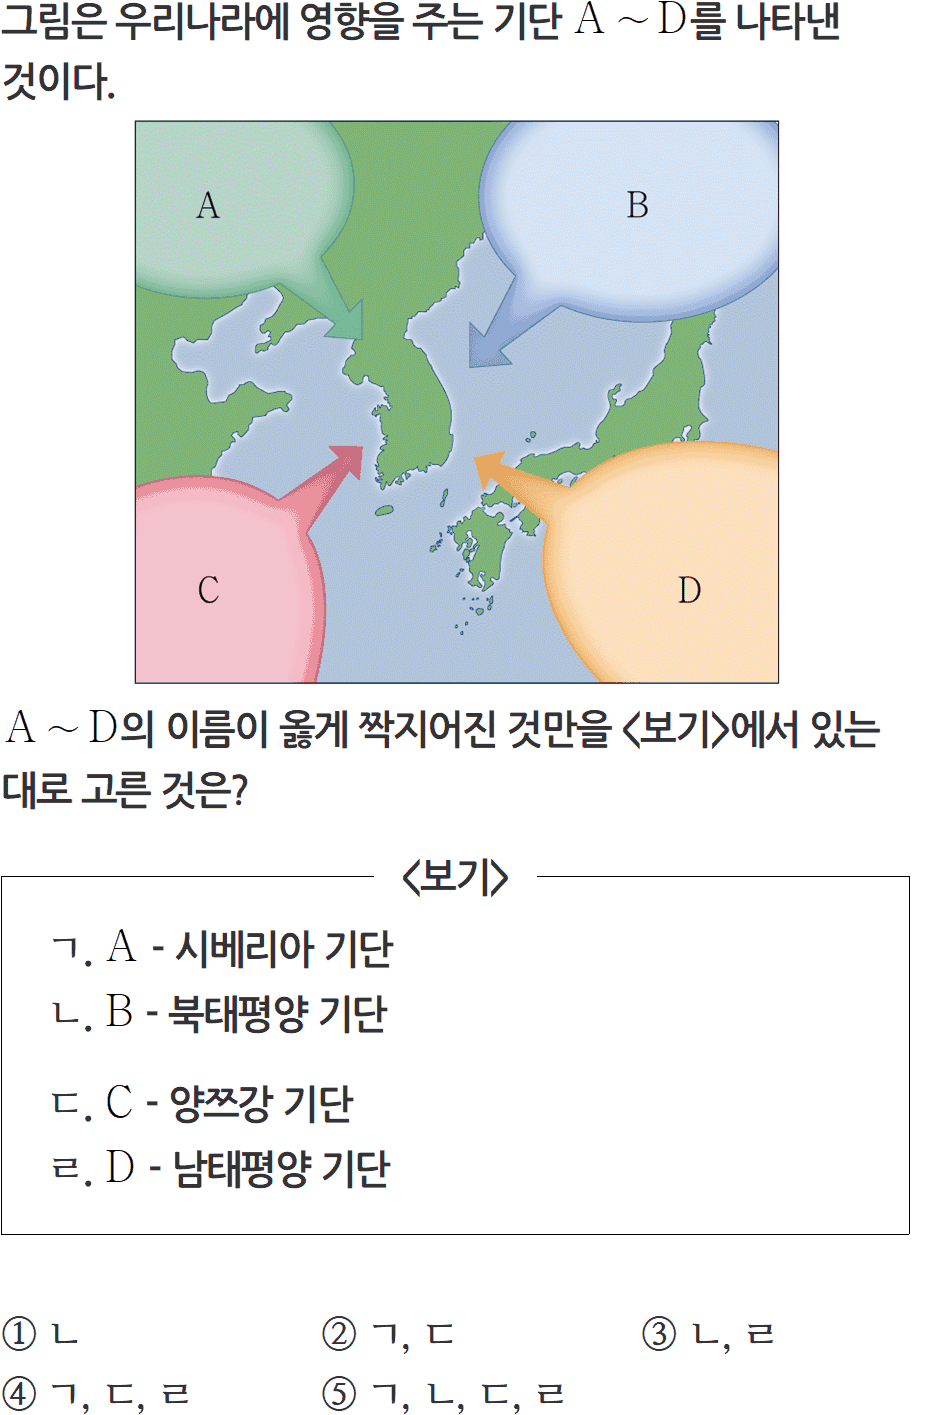 그림은 우리나라에 영향을 주는 기단 A ~ D를 나타낸
것이다.
A
B
C
D
A ~ D의 이름이 옳게 짝지어진 것만을 <보기>에서 있는
대로 고른 것은?
<보기>
ㄱ. A - 시베리아 기단
ㄴ. B - 북태평양 기단
ㄷ. C - 양쯔강 기단
ㄹ. D - 남태평양 기단
① ㄴ ② ㄱ, ㄷ ③ ㄴ, ㄹ
④ ㄱ, ㄷ, ㄹ ⑤ ㄱ, ㄴ, ㄷ, ㄹ